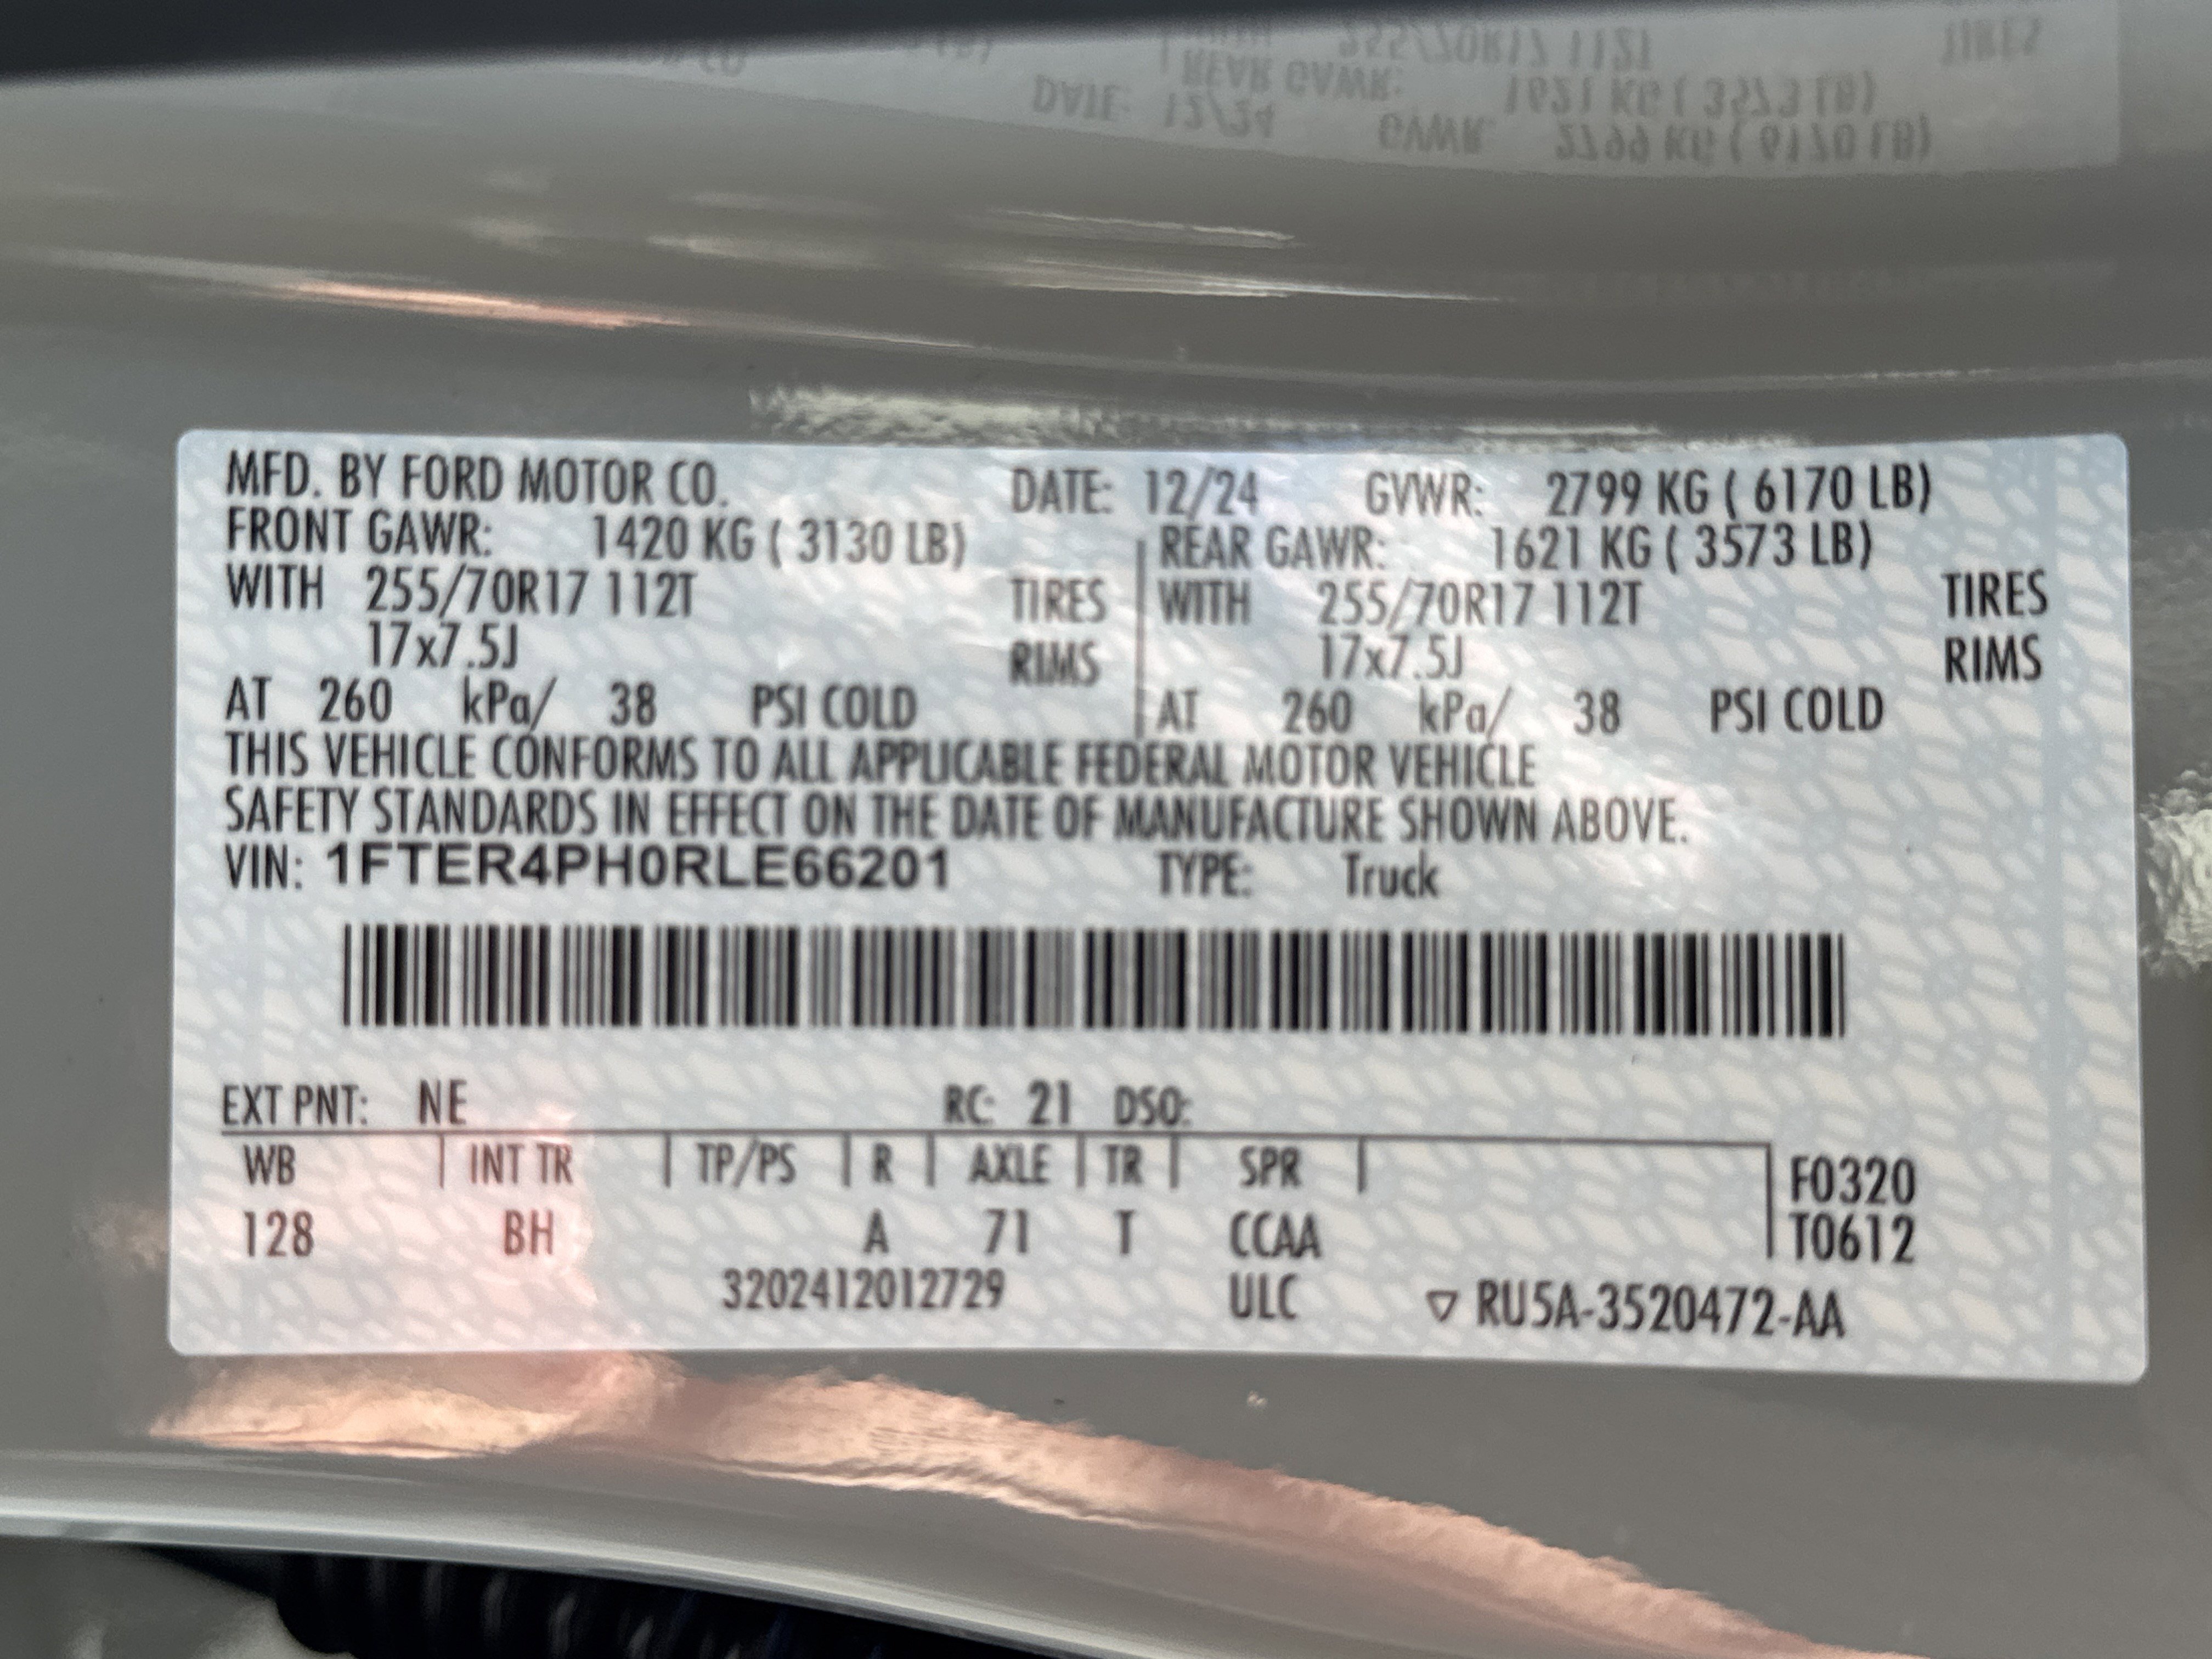 MFD. BY FORD MOTOR CO. DATE: 12/24 GVWR: 2799 KG ( 6170 LB)
FRONT GAWR: 1420 KG ( 3130 LB) REAR GAWR: 1621 KG ( 3573 LB)
WITH 255/70R17 112T TIRES WITH 255/70R17 112T TIRES
17x7.5J RIMS 17x7.5J RIMS
AT 260 kPa/ 38 PSI COLD AT 260 kPa/ 38 PSI COLD
THIS VEHICLE CONFORMS TO ALL APPLICABLE FEDERAL MOTOR VEHICLE
SAFETY STANDARDS IN EFFECT ON THE DATE OF MANUFACTURE SHOWN ABOVE.
VIN: 1FTER4PH0RLE66201 TYPE: Truck
EXT PNT: NE RC: 21 DSO:
WB INT TR TP/PS R AXLE TR SPR F0320
128 BH A 71 T CCAA T0612
3202412012729 ULC ▽ RU5A-3520472-AA